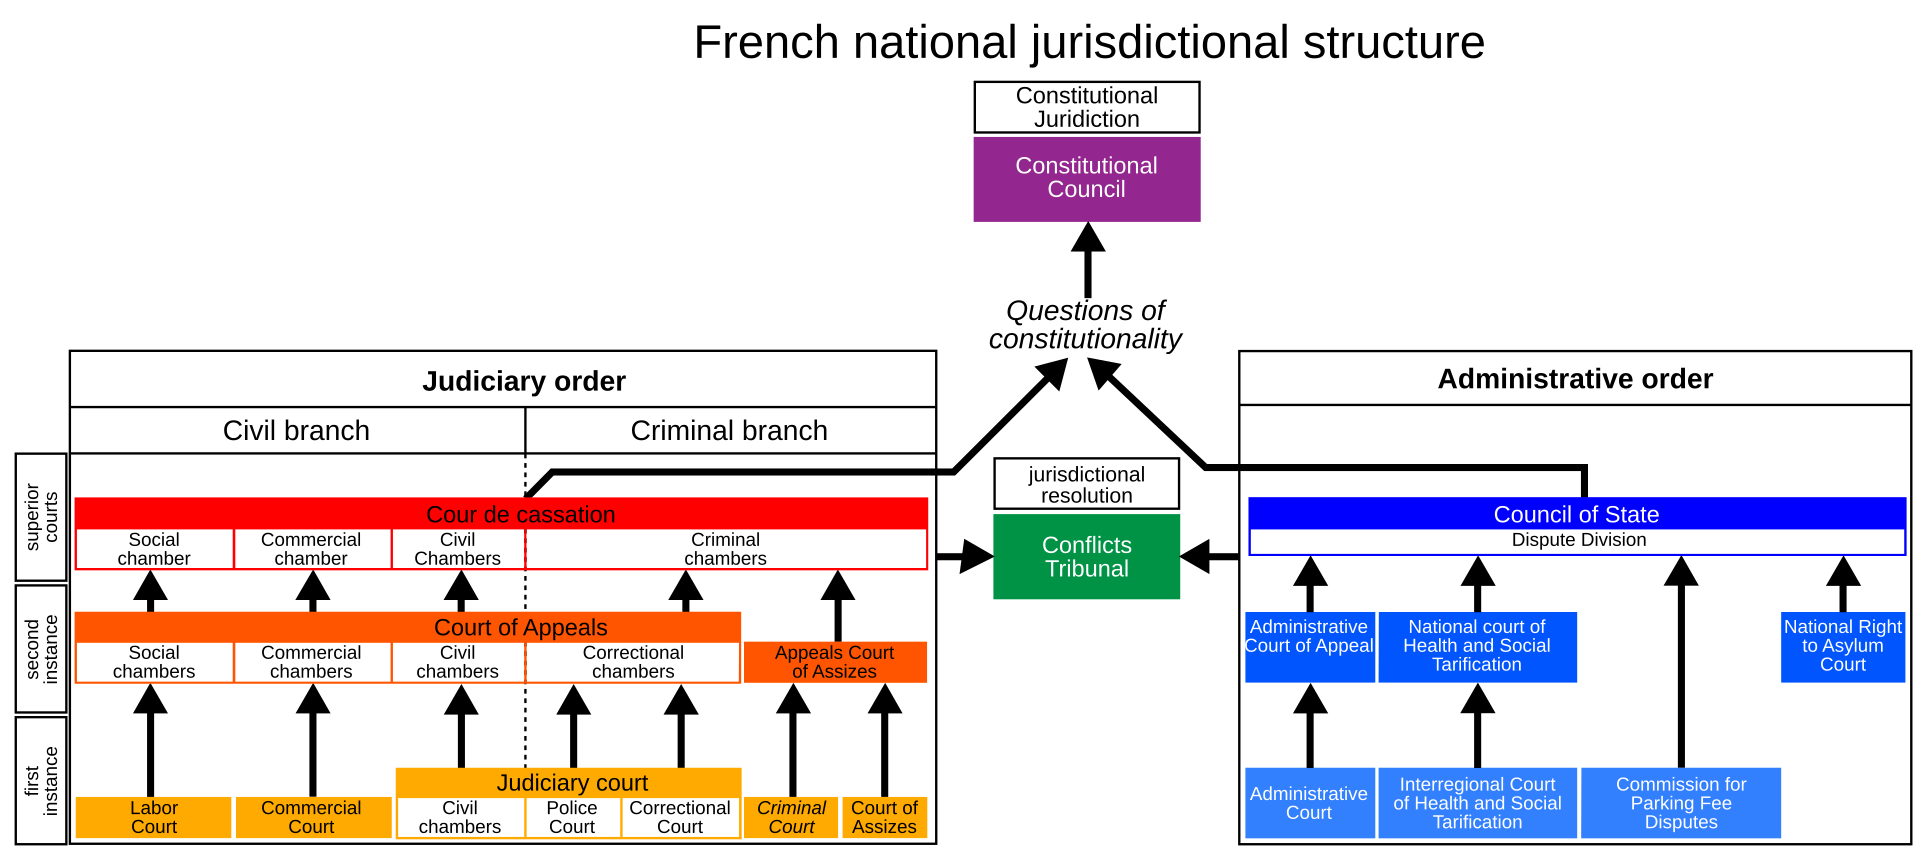 French national jurisdictional structure
Constitutional
Juridiction
Constitutional
Council
Questions of
constitutionality
Judiciary order
Civil branch
Criminal branch
Administrative order
jurisdictional
resolution
Conflicts
Tribunal
superior
courts
Cour de cassation
Social
chamber
Commercial
chamber
Civil
Chambers
Criminal
chambers
Council of State
Dispute Division
second
instance
Court of Appeals
Social
chambers
Commercial
chambers
Civil
chambers
Correctional
chambers
Appeals Court
of Assizes
Administrative
Court of Appeal
National court of
Health and Social
Tarification
National Right
to Asylum
Court
first
instance
Labor
Court
Commercial
Court
Judiciary court
Civil
chambers
Police
Court
Correctional
Court
Criminal
Court
Court of
Assizes
Administrative
Court
Interregional Court
of Health and Social
Tarification
Commission for
Parking Fee
Disputes